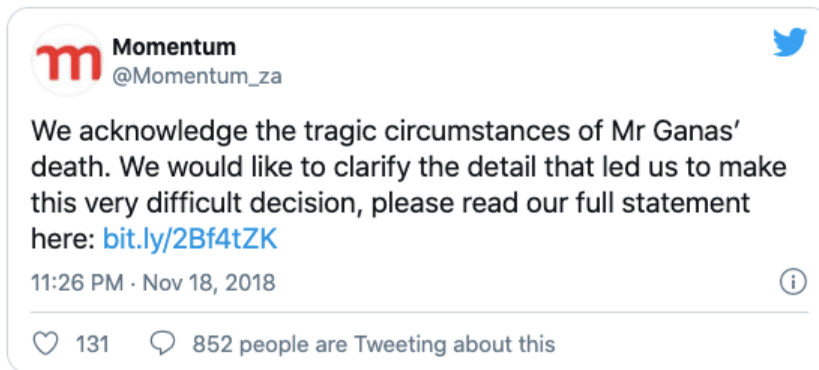 Momentum
@Momentum_za
We acknowledge the tragic circumstances of Mr Ganas’
death. We would like to clarify the detail that led us to make
this very difficult decision, please read our full statement
here: bit.ly/2Bf4tZK
11:26 PM · Nov 18, 2018
131 852 people are Tweeting about this